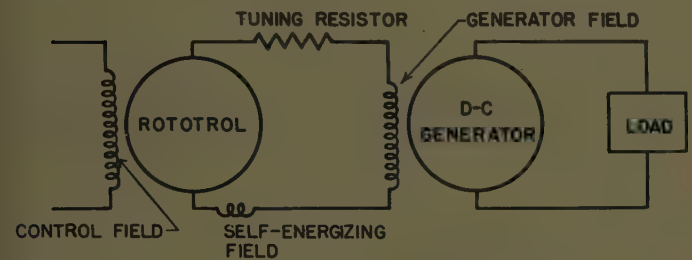 TUNING RESISTOR
GENERATOR FIELD
ROTOTROL
D-C
GENERATOR
LOAD
CONTROL FIELD
SELF-ENERGIZING
FIELD